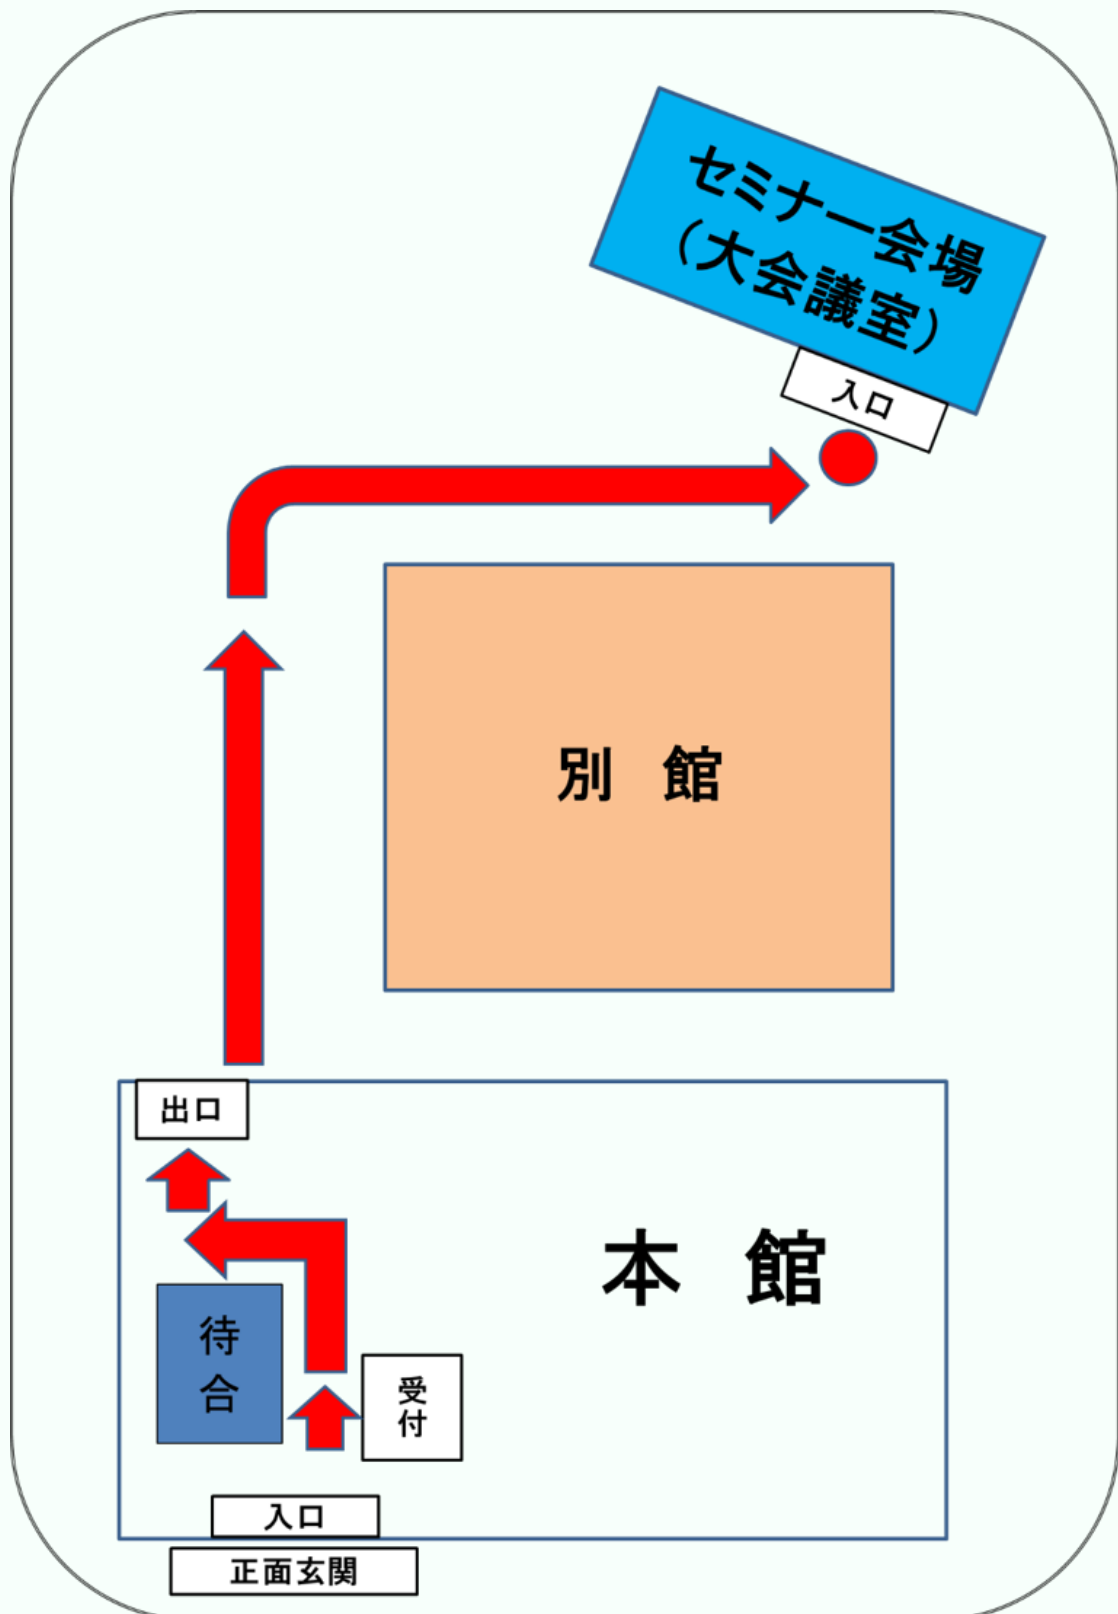 セミナー会場
（大会議室）
入口
別 館
出口
本 館
待合
受付
入口
正面玄関